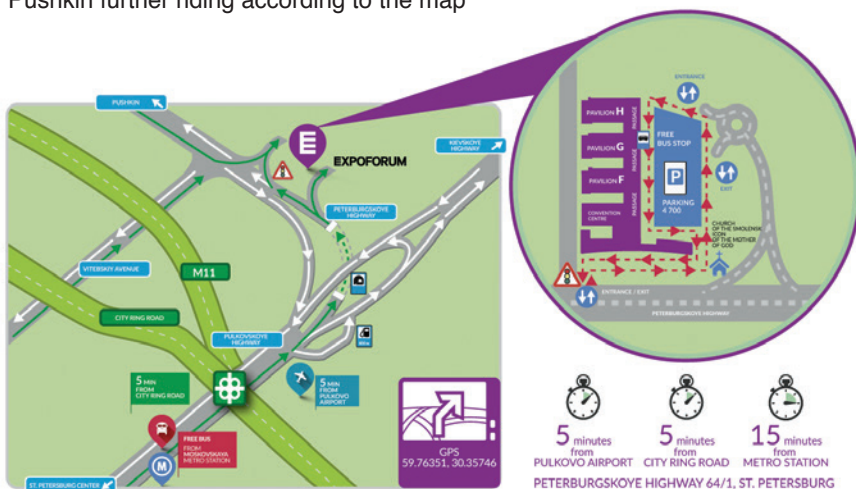 Pushkin further riding according to the map
PUSHKIN
E
EXPOFORUM
KIEVSKOYE
HIGHWAY
PETERBURGSKOYE
HIGHWAY
VITEBSKIY AVENUE
M11
CITY RING ROAD
PULKOVSKOYE
HIGHWAY
5 MIN
FROM
CITY RING ROAD
5 MIN
FROM
PULKOVO
AIRPORT
FREE BUS
FROM
MOSKOVSKAYA
METRO STATION
M
ST. PETERSBURG CENTER
GPS
59.76351, 30.35746
ENTRANCE
PAVILION H
PASSAGE
FREE
BUS STOP
PAVILION G
PASSAGE
P
EXIT
PAVILION F
PASSAGE
PARKING
4 700
CONVENTION
CENTRE
CHURCH
OF THE SMOLENSK
ICON
OF THE MOTHER
OF GOD
ENTRANCE / EXIT
PETERBURGSKOYE HIGHWAY
5 minutes
from
PULKOVO AIRPORT
5 minutes
from
CITY RING ROAD
15 minutes
from
METRO STATION
PETERBURGSKOYE HIGHWAY 64/1, ST. PETERSBURG